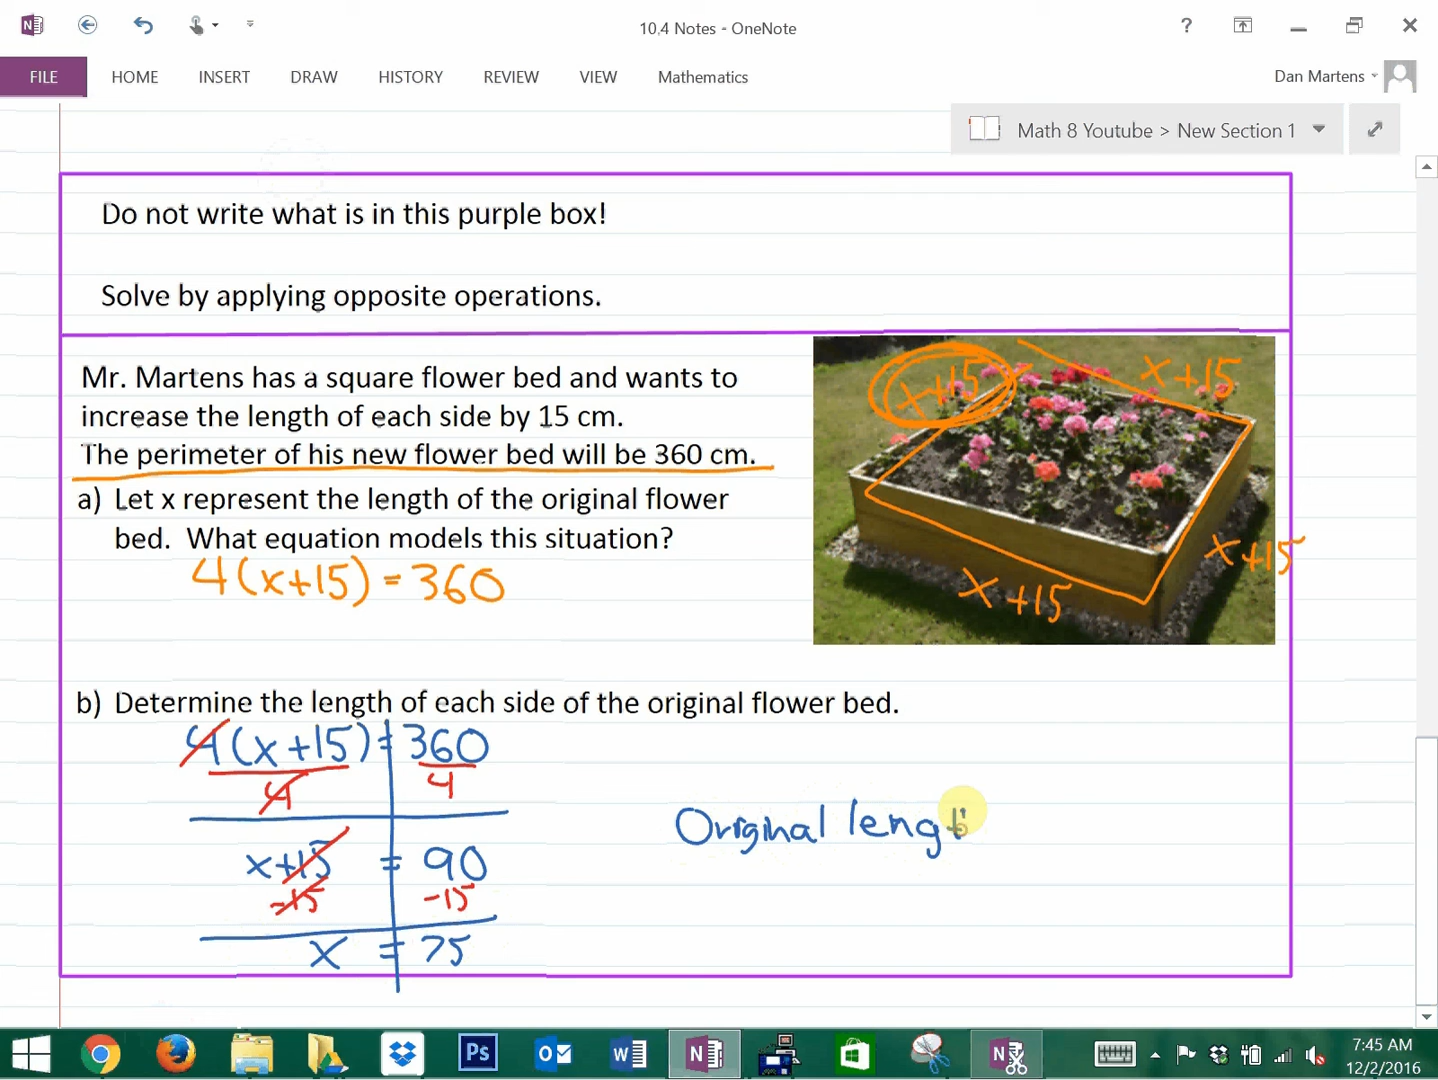 10,4 Notes - OneNote
?
FILE HOME INSERT DRAW HISTORY REVIEW VIEW Mathematics
Dan Martens
Math 8 Youtube > New Section 1
Do not write what is in this purple box!
Solve by applying opposite operations.
Mr. Martens has a square flower bed and wants to
increase the length of each side by 15 cm.
The perimeter of his new flower bed will be 360 cm.
a) Let x represent the length of the original flower
bed. What equation models this situation?
4(x+15) = 360
x+15
x+15
x+15
x+15
b) Determine the length of each side of the original flower bed.
4(x+15) = 360
4 4
x+15 = 90
-15 -15
x = 75
Original lengt
Ps
7:45 AM
12/2/2016